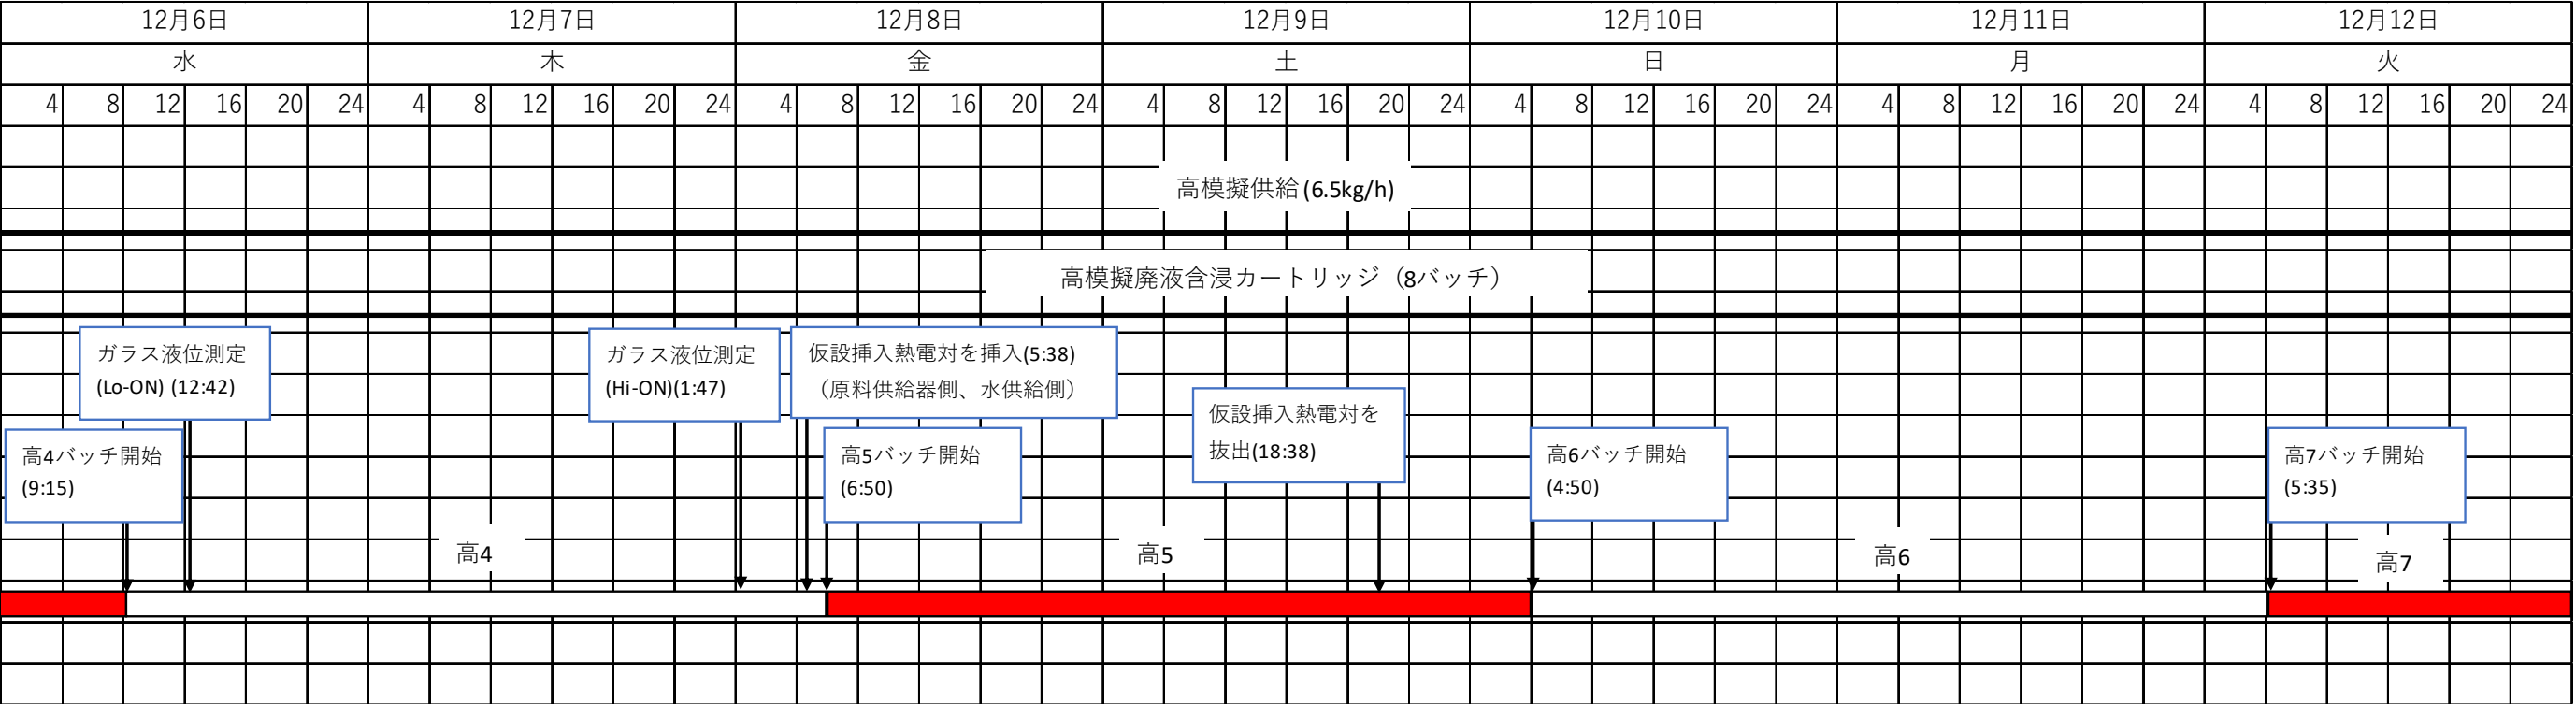 12月6日 12月7日 12月8日 12月9日 12月10日 12月11日 12月12日
水 木 金 土 日 月 火
4 8 12 16 20 24 4 8 12 16 20 24 4 8 12 16 20 24 4 8 12 16 20 24 4 8 12 16 20 24 4 8 12 16 20 24 4 8 12 16 20 24
高模擬供給(6.5kg/h)
高模擬廃液含浸カートリッジ（8バッチ）
ガラス液位測定
(Lo-ON) (12:42)
ガラス液位測定
(Hi-ON)(1:47)
仮設挿入熱電対を挿入(5:38)
（原料供給器側、水供給側）
仮設挿入熱電対を
抜出(18:38)
高4バッチ開始
(9:15)
高5バッチ開始
(6:50)
高6バッチ開始
(4:50)
高7バッチ開始
(5:35)
高4
高5
高6
高7